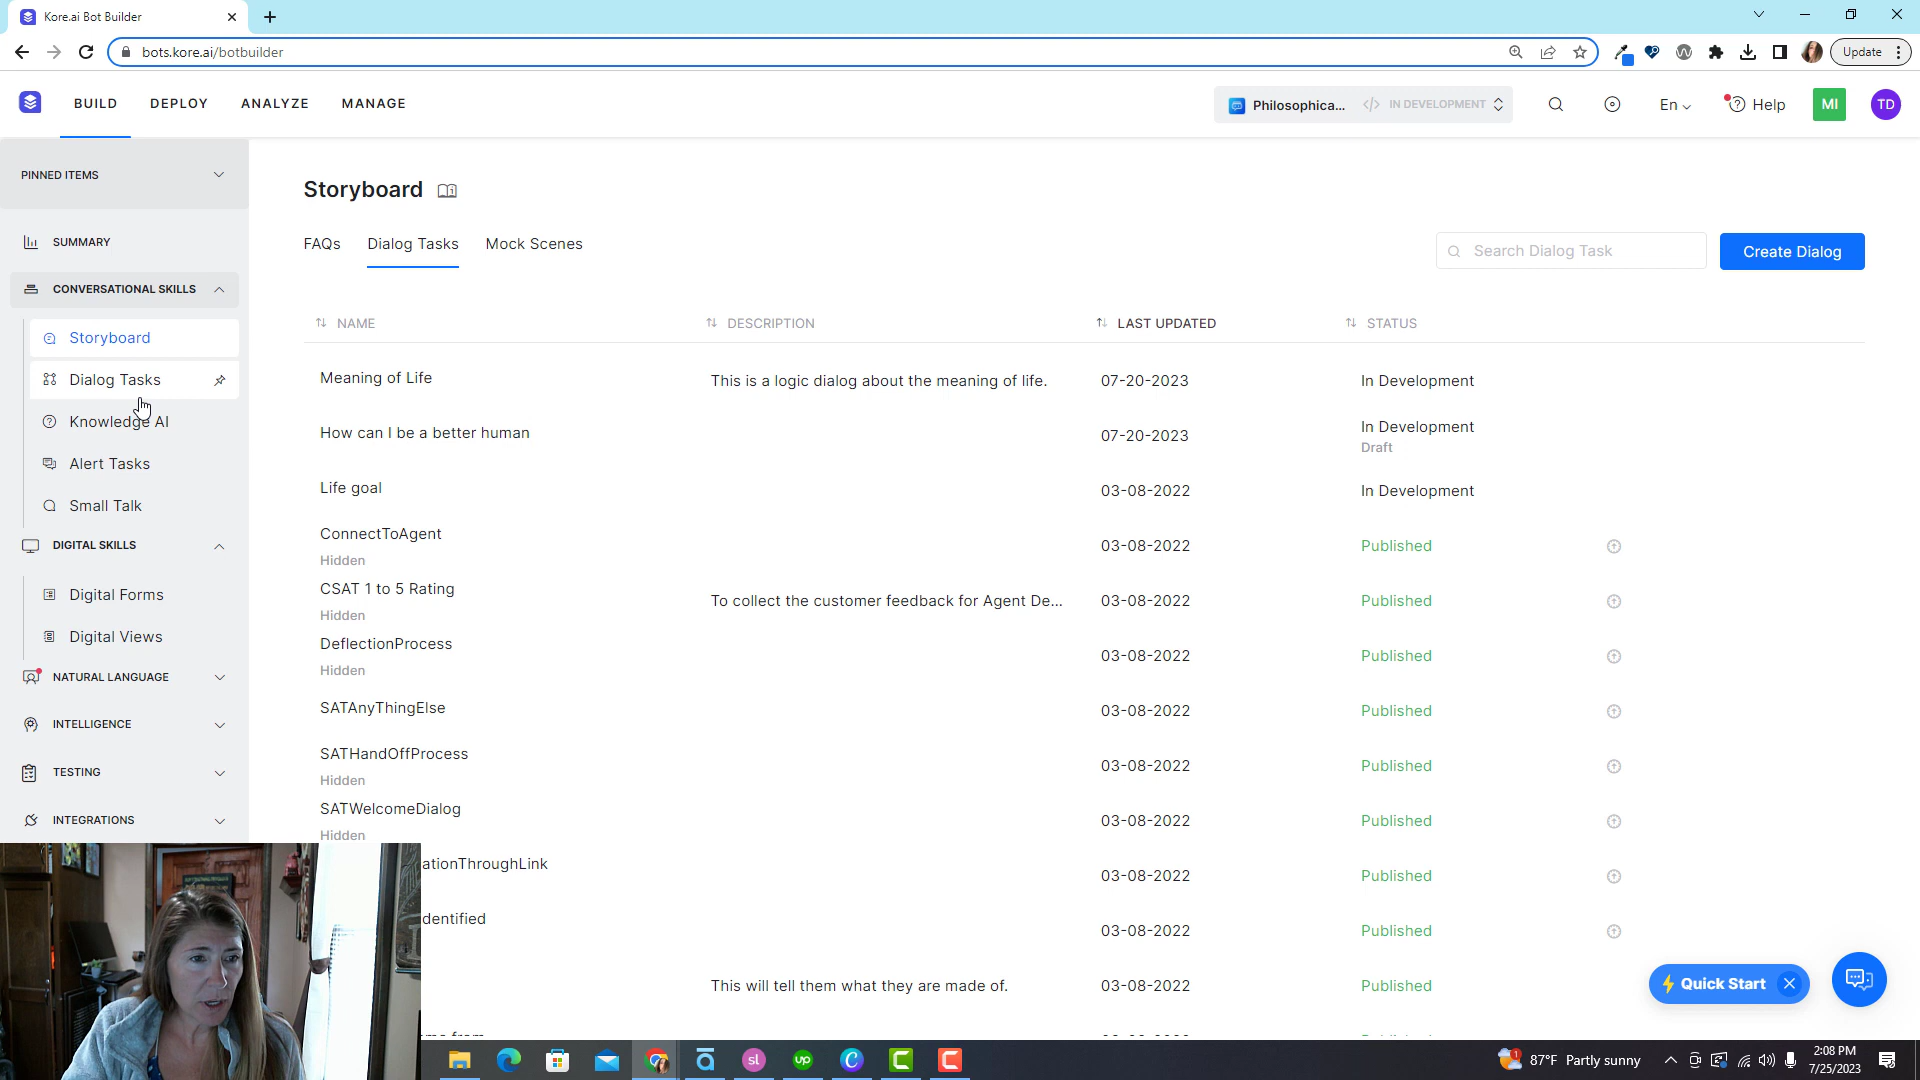 Kore.ai Bot Builder
bots.kore.ai/botbuilder
Update
BUILD
DEPLOY
ANALYZE
MANAGE
Philosophica...
IN DEVELOPMENT
En
Help
MI
TD
PINNED ITEMS
SUMMARY
CONVERSATIONAL SKILLS
Storyboard
Dialog Tasks
Knowledge AI
Alert Tasks
Small Talk
DIGITAL SKILLS
Digital Forms
Digital Views
NATURAL LANGUAGE
INTELLIGENCE
TESTING
INTEGRATIONS
Storyboard
FAQs
Dialog Tasks
Mock Scenes
Search Dialog Task
Create Dialog
NAME
DESCRIPTION
LAST UPDATED
STATUS
Meaning of Life
This is a logic dialog about the meaning of life.
07-20-2023
In Development
How can I be a better human
07-20-2023
In Development
Draft
Life goal
03-08-2022
In Development
ConnectToAgent
Hidden
03-08-2022
Published
CSAT 1 to 5 Rating
Hidden
To collect the customer feedback for Agent De...
03-08-2022
Published
DeflectionProcess
Hidden
03-08-2022
Published
SATAnyThingElse
03-08-2022
Published
SATHandOffProcess
Hidden
03-08-2022
Published
SATWelcomeDialog
Hidden
03-08-2022
Published
ationThroughLink
03-08-2022
Published
dentified
03-08-2022
Published
This will tell them what they are made of.
03-08-2022
Published
Quick Start
sl
up
87°F Partly sunny
2:08 PM
7/25/2023